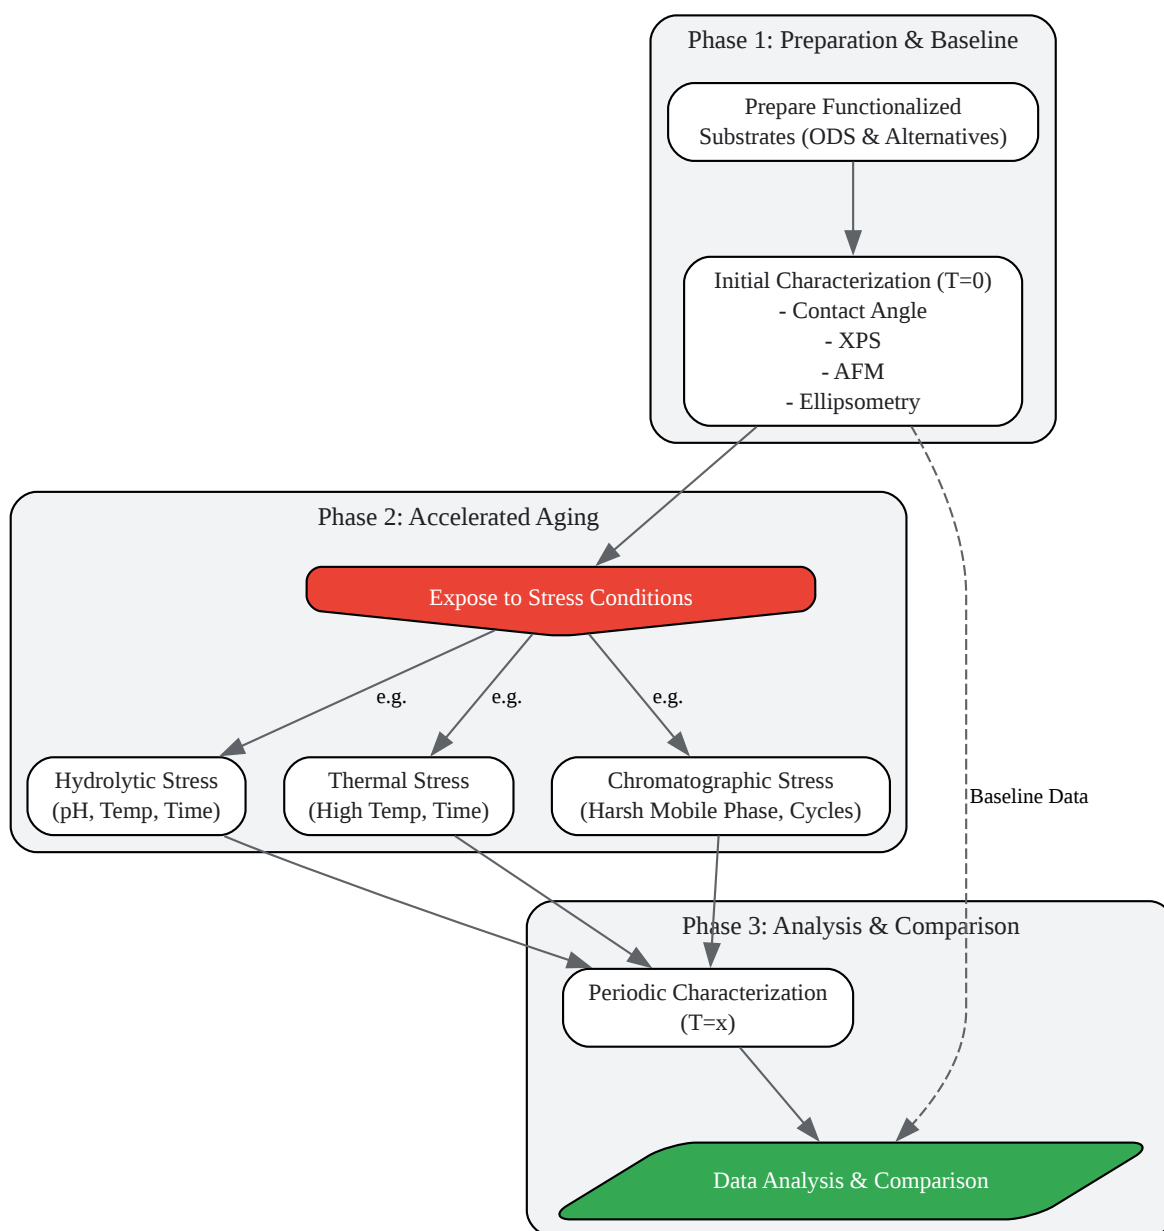 Phase 1: Preparation & Baseline
Prepare Functionalized
Substrates (ODS & Alternatives)
Initial Characterization (T=0)
- Contact Angle
- XPS
- AFM
- Ellipsometry
Phase 2: Accelerated Aging
Expose to Stress Conditions
e.g.
e.g.
e.g.
Hydrolytic Stress
(pH, Temp, Time)
Thermal Stress
(High Temp, Time)
Chromatographic Stress
(Harsh Mobile Phase, Cycles)
Baseline Data
Phase 3: Analysis & Comparison
Periodic Characterization
(T=x)
Data Analysis & Comparison